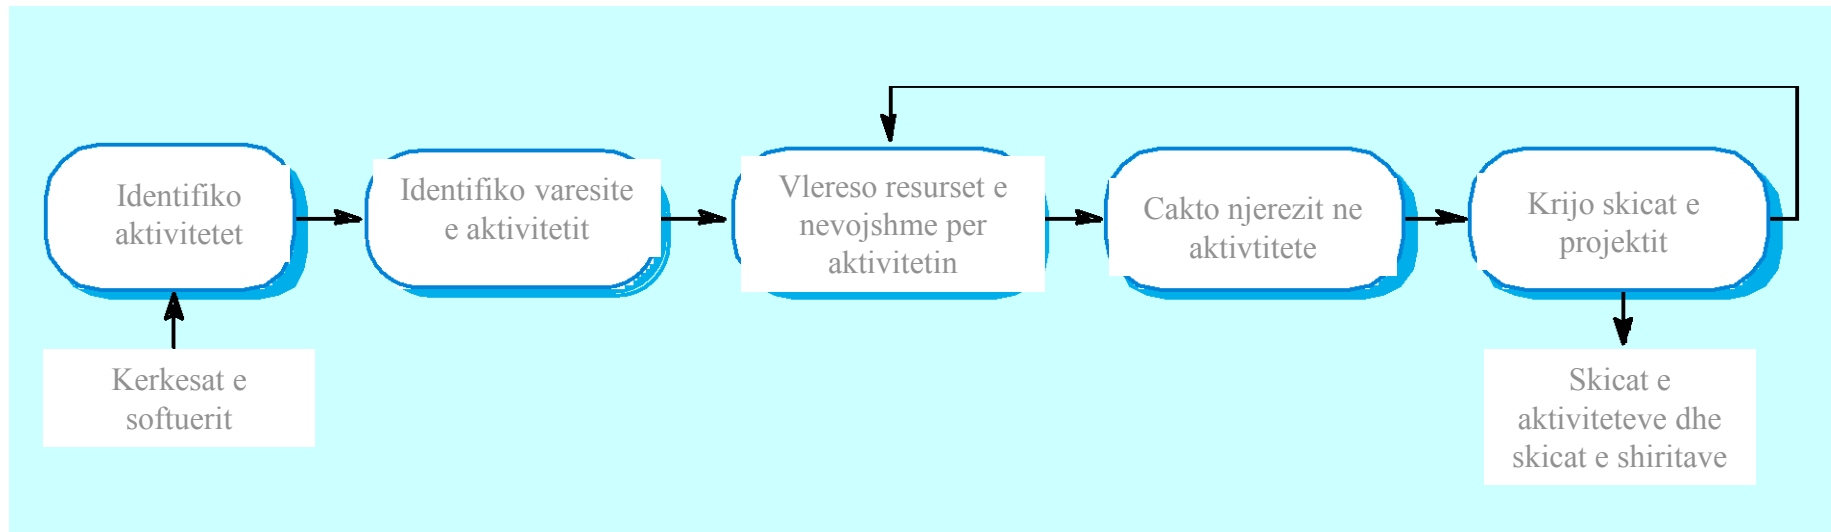 Identifiko
aktivitetet
Identifiko varesite
e aktivitetit
Vlereso resurset e
nevojshme per
aktivitetin
Cakto njerezit ne
aktivtitete
Krijo skicat e
projektit
Kerkesat e
softuerit
Skicat e
aktiviteteve dhe
skicat e shiritave